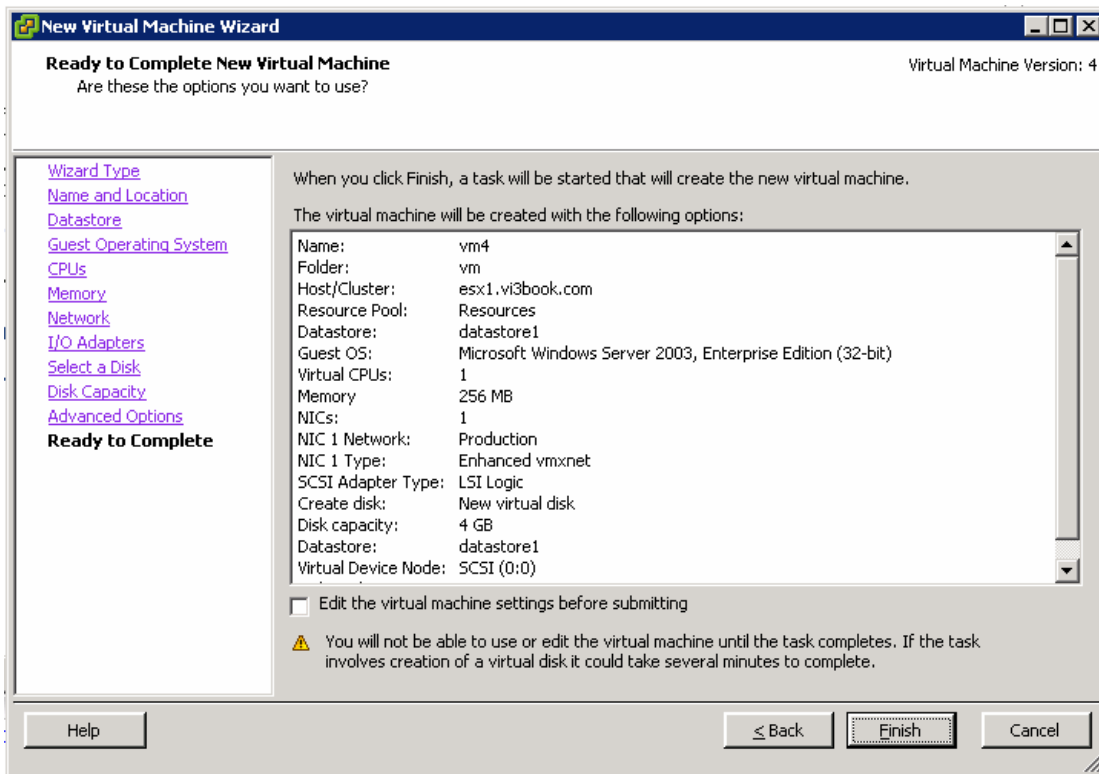 New Virtual Machine Wizard
Ready to Complete New Virtual Machine
Virtual Machine Version: 4
Are these the options you want to use?
Wizard Type
Name and Location
Datastore
Guest Operating System
CPUs
Memory
Network
I/O Adapters
Select a Disk
Disk Capacity
Advanced Options
Ready to Complete
When you click Finish, a task will be started that will create the new virtual machine.
The virtual machine will be created with the following options:
Name: vm4
Folder: vm
Host/Cluster: esx1.vi3book.com
Resource Pool: Resources
Datastore: datastore1
Guest OS: Microsoft Windows Server 2003, Enterprise Edition (32-bit)
Virtual CPUs: 1
Memory 256 MB
NICs: 1
NIC 1 Network: Production
NIC 1 Type: Enhanced vmxnet
SCSI Adapter Type: LSI Logic
Create disk: New virtual disk
Disk capacity: 4 GB
Datastore: datastore1
Virtual Device Node: SCSI (0:0)
Edit the virtual machine settings before submitting
You will not be able to use or edit the virtual machine until the task completes. If the task
involves creation of a virtual disk it could take several minutes to complete.
Help
< Back
Finish
Cancel